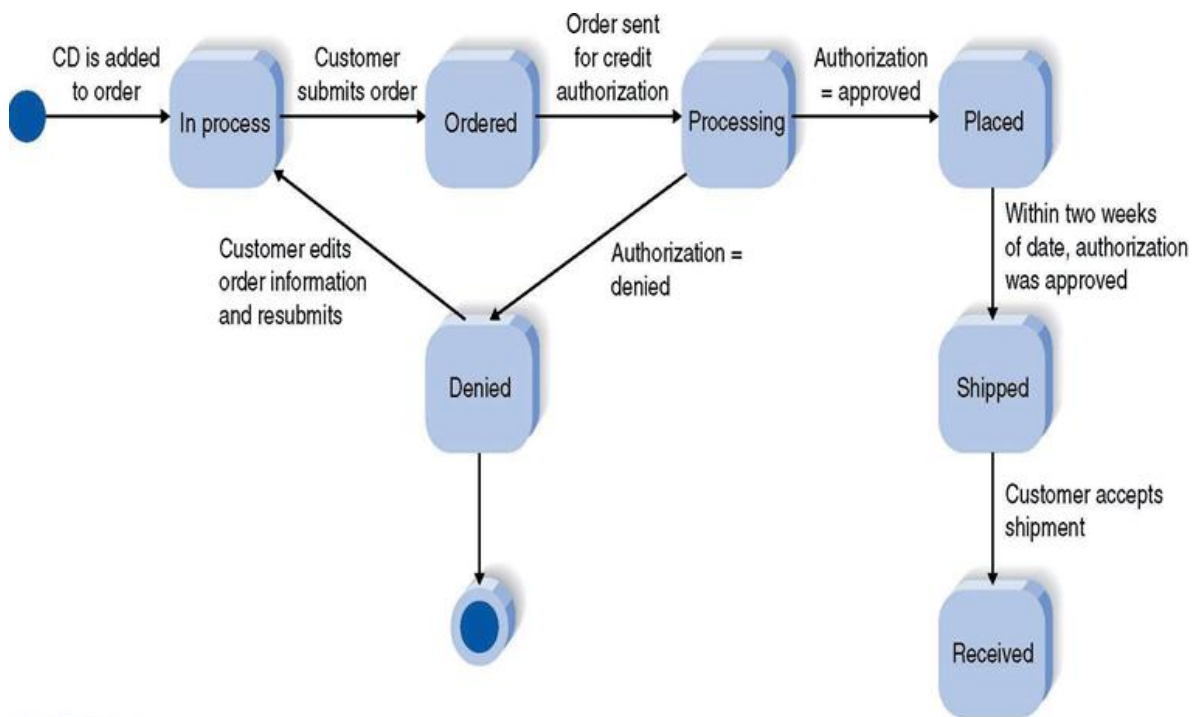 CD is added
to order
In process
Customer
submits order
Ordered
Order sent
for credit
authorization
Processing
Authorization
= approved
Placed
Within two weeks
of date, authorization
was approved
Customer edits
order information
and resubmits
Authorization =
denied
Denied
Shipped
Customer accepts
shipment
Received